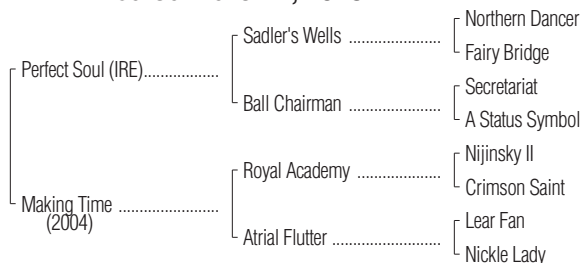 Northern Dancer
Sadler's Wells ....................
Fairy Bridge
Perfect Soul (IRE)................
Secretariat
Ball Chairman ....................
A Status Symbol
Nijinsky II
Royal Academy ..................
Crimson Saint
Making Time .....................
(2004)
Lear Fan
Atrial Flutter .......................
Nickle Lady